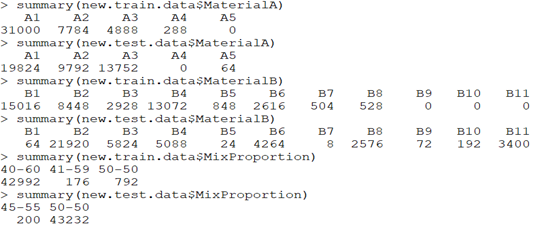 > summary(new.train.data$MaterialA)
A1 A2 A3 A4 A5
31000 7784 4888 288 0
> summary(new.test.data$MaterialA)
A1 A2 A3 A4 A5
19824 9792 13752 0 64
> summary(new.train.data$MaterialB)
B1 B2 B3 B4 B5 B6 B7 B8 B9 B10 B11
15016 8448 2928 13072 848 2616 504 528 0 0 0
> summary(new.test.data$MaterialB)
B1 B2 B3 B4 B5 B6 B7 B8 B9 B10 B11
64 21920 5824 5088 24 4264 8 2576 72 192 3400
> summary(new.train.data$MixProportion)
40-60 41-59 50-50
42992 176 792
> summary(new.test.data$MixProportion)
45-55 50-50
200 43232